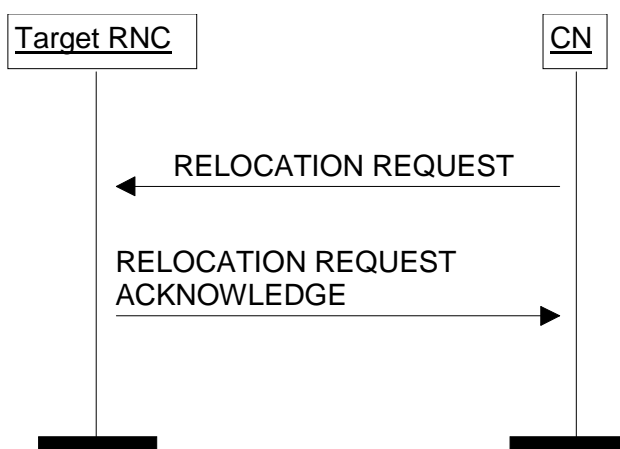 Target RNC
CN
RELOCATION REQUEST
RELOCATION REQUEST
ACKNOWLEDGE